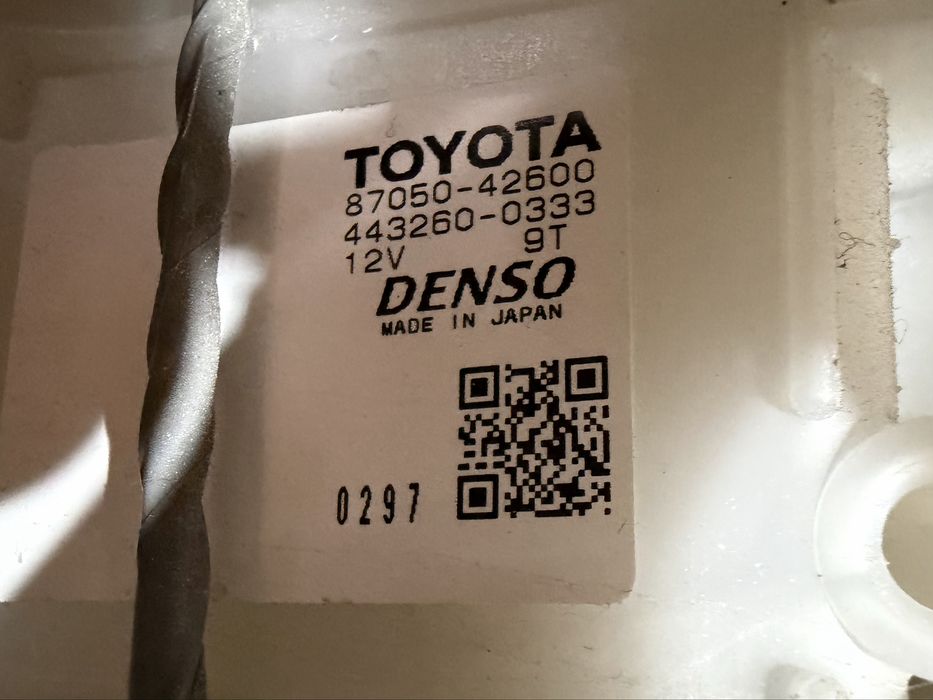 TOYOTA
87050-42600
443260-0333
12V 9T
DENSO
MADE IN JAPAN
0297